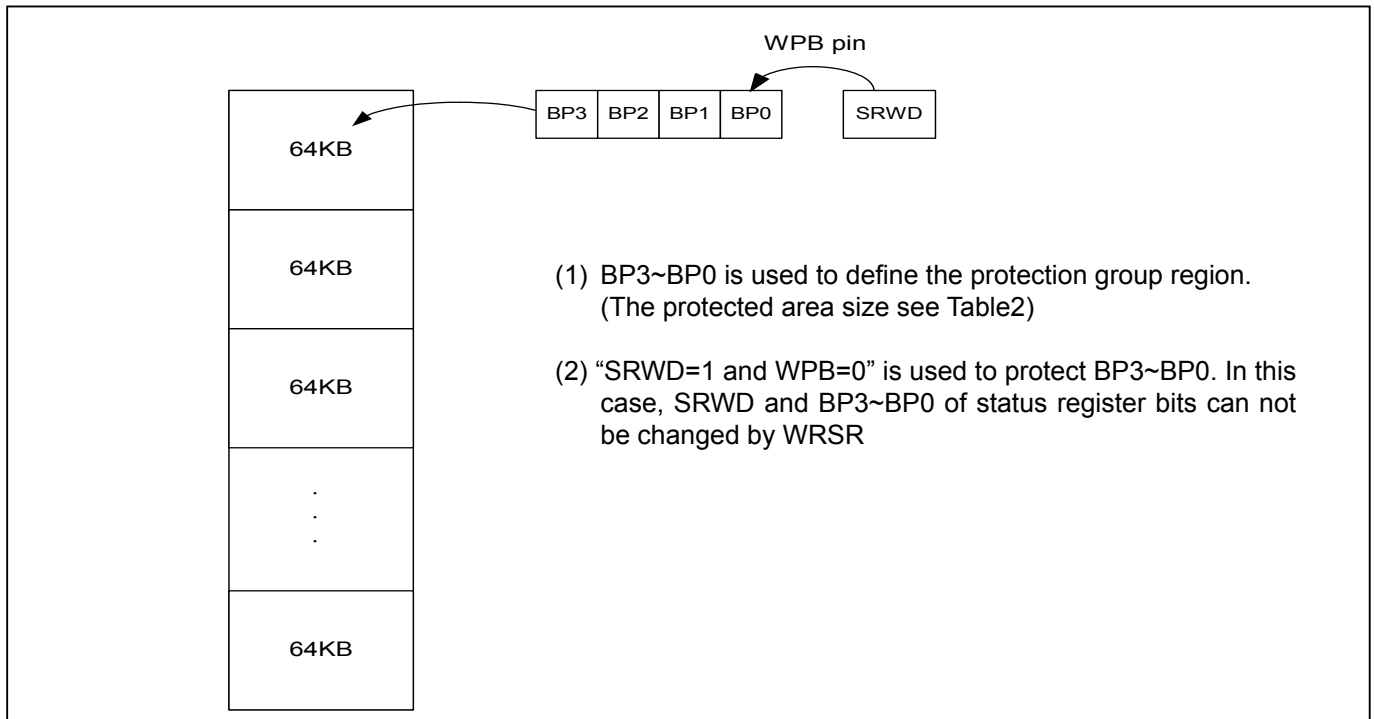 WPB pin
BP3 BP2 BP1 BP0 SRWD
64KB
64KB
(1) BP3~BP0 is used to define the protection group region.
(The protected area size see Table2)
(2) “SRWD=1 and WPB=0” is used to protect BP3~BP0. In this
case, SRWD and BP3~BP0 of status register bits can not
be changed by WRSR
64KB
.
.
.
64KB